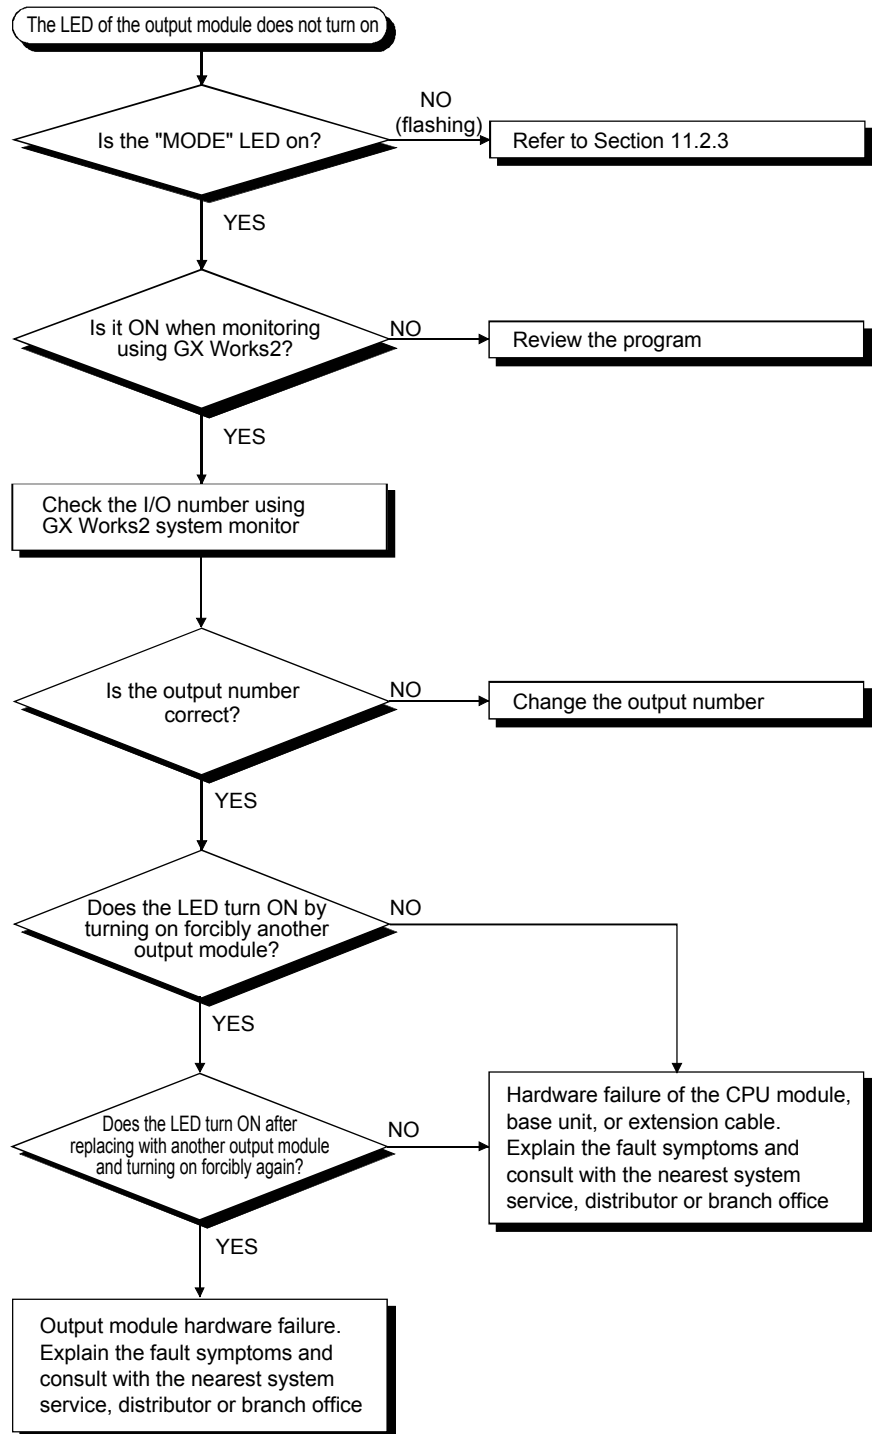 The LED of the output module does not turn on
Is the "MODE" LED on?
NO
(flashing)
Refer to Section 11.2.3
YES
Is it ON when monitoring
using GX Works2?
NO
Review the program
YES
Check the I/O number using
GX Works2 system monitor
Is the output number
correct?
NO
Change the output number
YES
Does the LED turn ON by
turning on forcibly another
output module?
NO
YES
Does the LED turn ON after
replacing with another output module
and turning on forcibly again?
NO
Hardware failure of the CPU module,
base unit, or extension cable.
Explain the fault symptoms and
consult with the nearest system
service, distributor or branch office
YES
Output module hardware failure.
Explain the fault symptoms and
consult with the nearest system
service, distributor or branch office